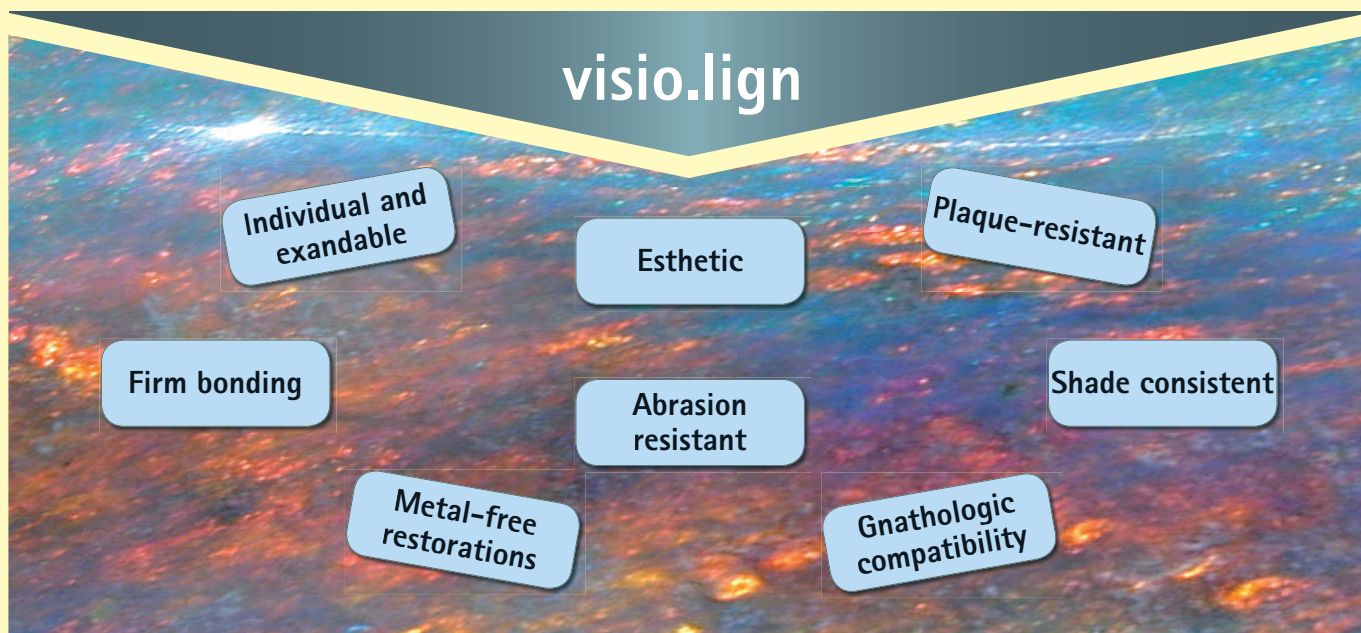 visio.lign
Individual and
exandable
Esthetic
Plaque-resistant
Firm bonding
Abrasion
resistant
Shade consistent
Metal-free
restorations
Gnathologic
compatibility